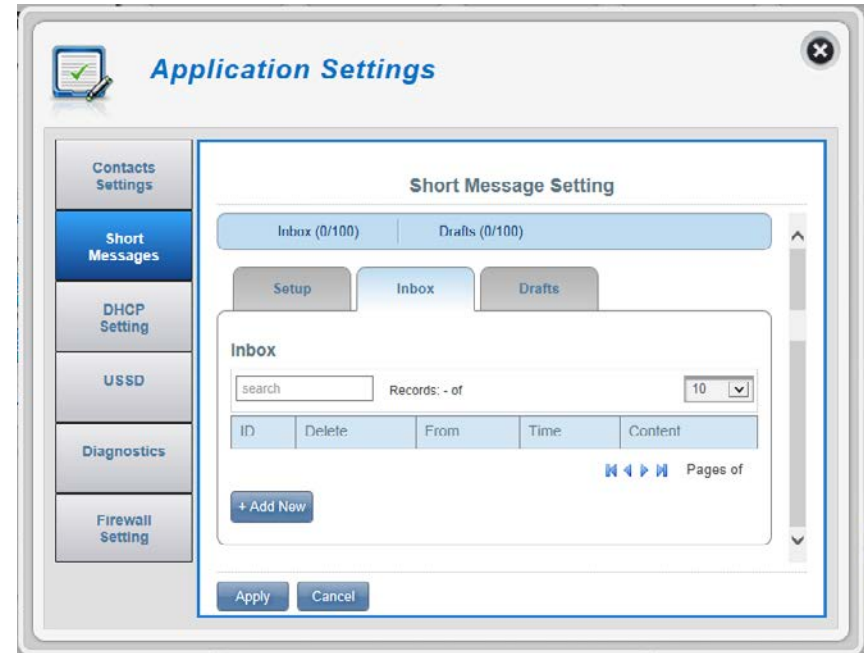 Application Settings
Contacts
Settings
Short
Messages
DHCP
Setting
USSD
Diagnostics
Firewall
Setting
Short Message Setting
Inbox (0/100) Drafts (0/100)
Setup Inbox Drafts
Inbox
search Records: - of 10
ID Delete From Time Content
Pages of
+ Add New
Apply Cancel